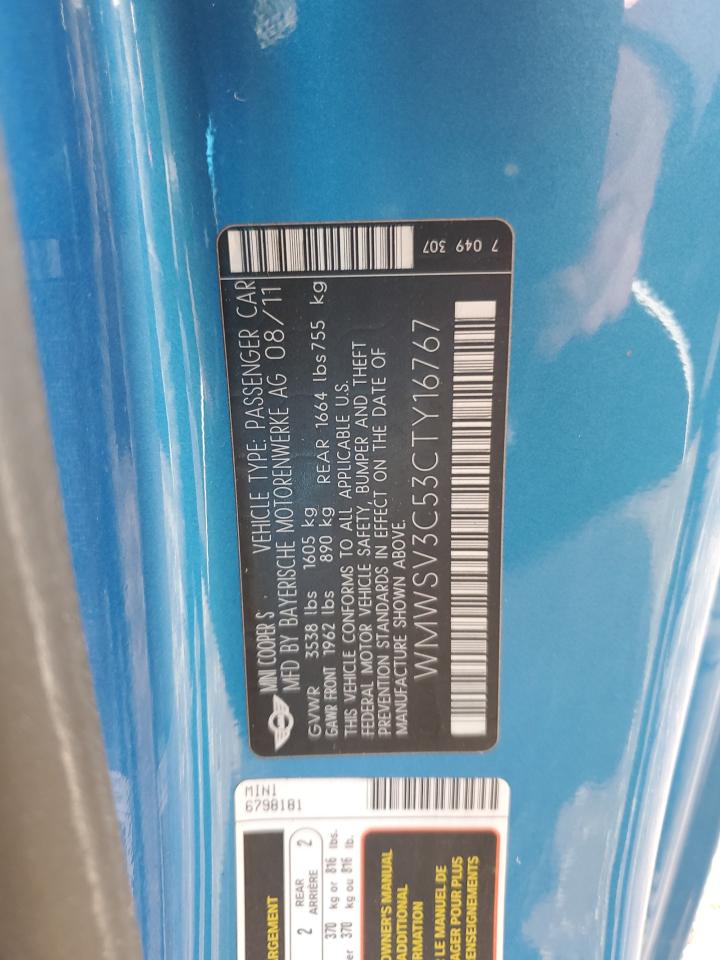 MINI COOPER S VEHICLE TYPE: PASSENGER CAR
MFD BY BAYERISCHE MOTORENWERKE AG 08/11
GVWR 3538 lbs 1605 kg
GAWR FRONT 1962 lbs 890 kg REAR 1664 lbs 755 kg
THIS VEHICLE CONFORMS TO ALL APPLICABLE U.S.
FEDERAL MOTOR VEHICLE SAFETY, BUMPER AND THEFT
PREVENTION STANDARDS IN EFFECT ON THE DATE OF
MANUFACTURE SHOWN ABOVE.
WMWSV3C53CTY16767
7 049 307
MINI
6798181
2 REAR
ARRIÈRE 2
370 kg or 816 lbs.
370 kg ou 816 lb.
OWNER'S MANUAL
ADDITIONAL
LE MANUEL DE
POUR PLUS